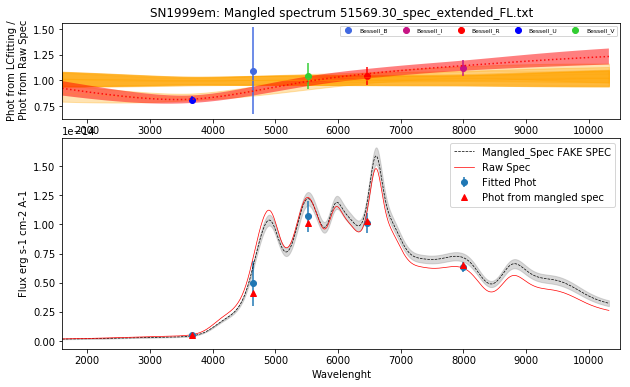 SN1999em: Mangled spectrum 51569.30_spec_extended_FL.txt
Phot from LCfitting /
Phot from Raw Spec
1.50
1.25
1.00
0.75
Bessell_B
Bessell_I
Bessell_R
Bessell_U
Bessell_V
2000 3000 4000 5000 6000 7000 8000 9000 10000
1e−14
Flux erg s-1 cm-2 A-1
1.50
1.25
1.00
0.75
0.50
0.25
0.00
Mangled_Spec FAKE SPEC
Raw Spec
Fitted Phot
Phot from mangled spec
2000 3000 4000 5000 6000 7000 8000 9000 10000
Wavelenght